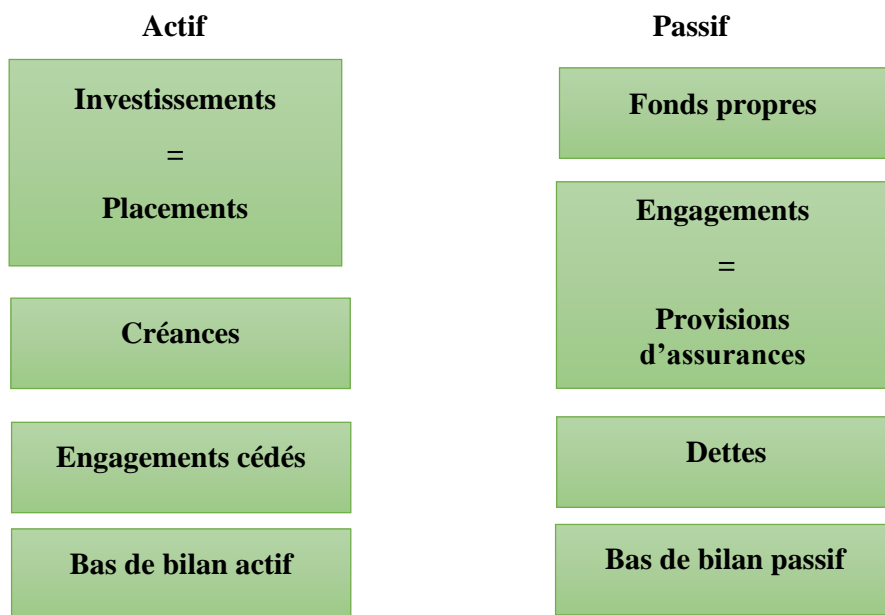 Actif
Investissements
=
Placements
Créances
Engagements cédés
Bas de bilan actif
Passif
Fonds propres
Engagements
=
Provisions
d’assurances
Dettes
Bas de bilan passif